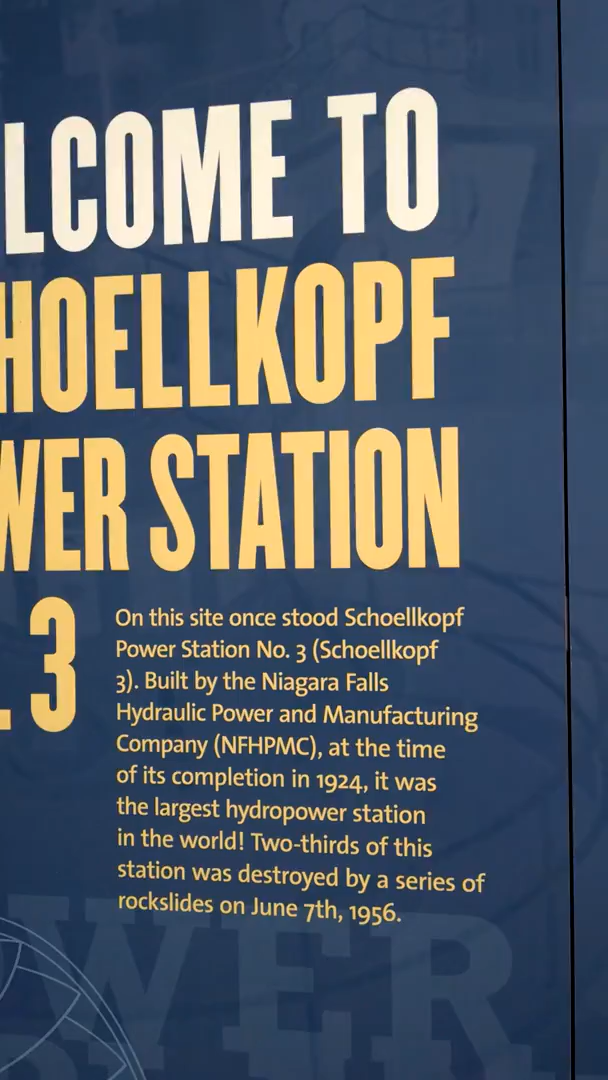 LCOME TO
HOELLKOPF
WER STATION
. 3
On this site once stood Schoellkopf
Power Station No. 3 (Schoellkopf
3). Built by the Niagara Falls
Hydraulic Power and Manufacturing
Company (NFHPMC), at the time
of its completion in 1924, it was
the largest hydropower station
in the world! Two-thirds of this
station was destroyed by a series of
rockslides on June 7th, 1956.
WER